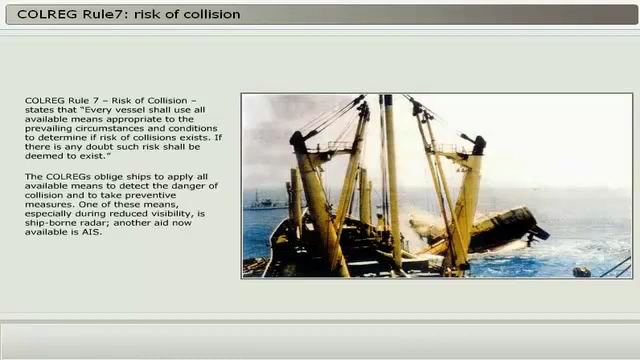 COLREG Rule7: risk of collision
COLREG Rule 7 – Risk of Collision –
states that "Every vessel shall use all
available means appropriate to the
prevailing circumstances and conditions
to determine if risk of collisions exists. If
there is any doubt such risk shall be
deemed to exist."
The COLREGs oblige ships to apply all
available means to detect the danger of
collision and to take preventive
measures. One of these means,
especially during reduced visibility, is
ship-borne radar; another aid now
available is AIS.